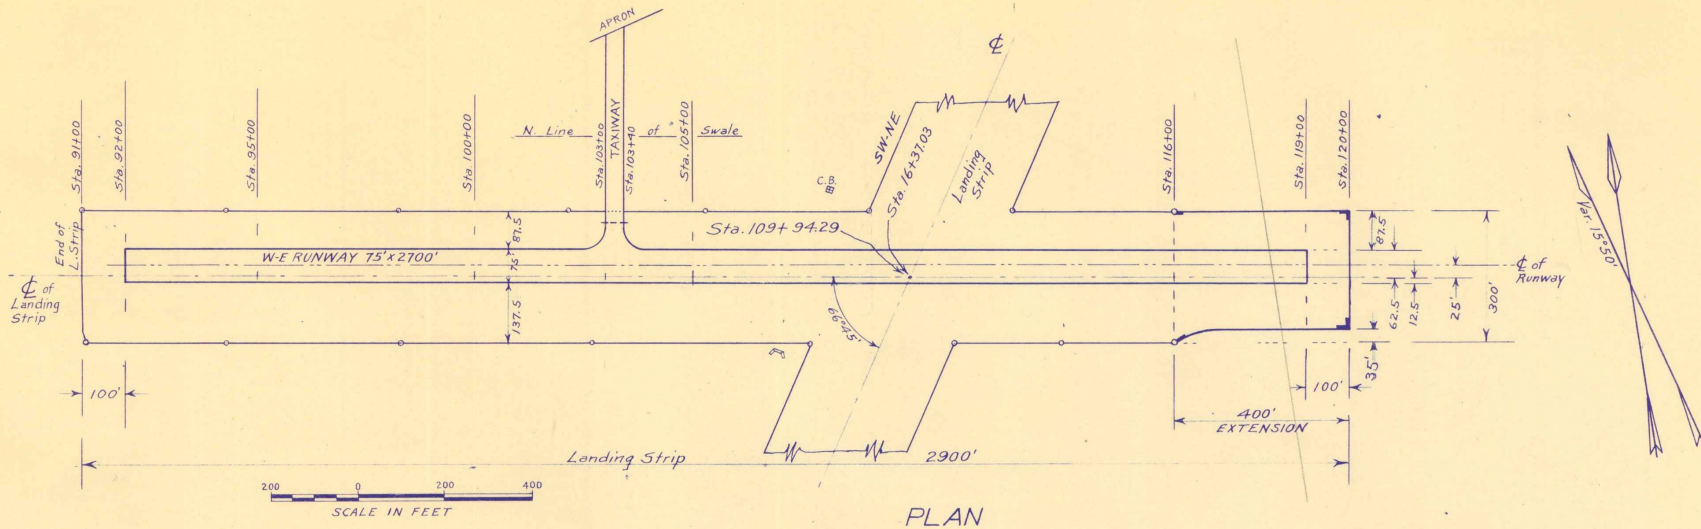 APRON
℄
Sta. 91+00
Sta. 92+00
Sta. 95+00
Sta. 100+00
N. Line of Swale
Sta. 103+00
TAXIWAY
Sta. 103+40
Sta. 105+00
C.B.
SW-NE
Landing
Strip
Sta. 16+37.03
Sta. 116+00
Sta. 119+00
Sta. 120+00
Var. 15°50'
End of
L. Strip
87.5
Sta. 109+94.29
87.5
W-E RUNWAY 75' x 2700'
75'
℄ of
Runway
℄ of
Landing
Strip
137.5
66°45'
62.5
12.5
25'
300'
35'
100'
100'
400'
EXTENSION
Landing Strip 2900'
200 0 200 400
SCALE IN FEET
PLAN